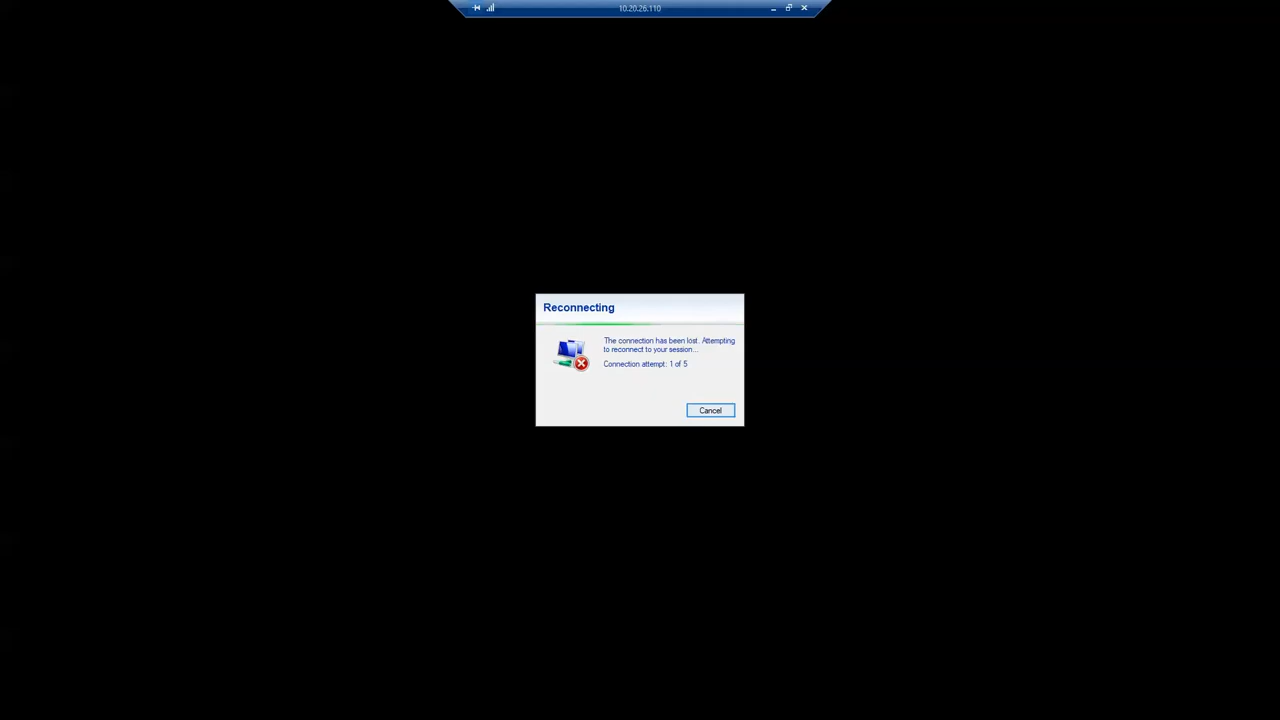 10.20.26.110
Reconnecting
The connection has been lost. Attempting
to reconnect to your session...
Connection attempt: 1 of 5
Cancel